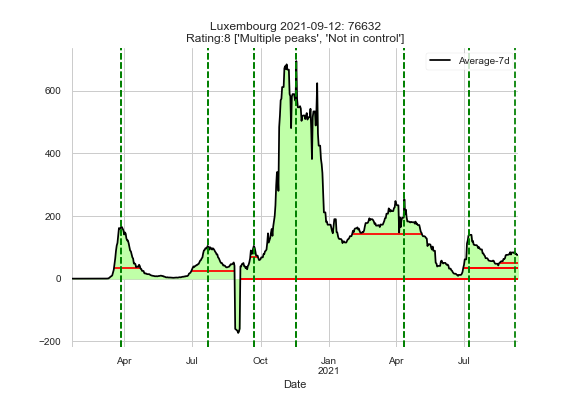 Luxembourg 2021-09-12: 76632
Rating:8 ['Multiple peaks', 'Not in control']
Average-7d
600
400
200
0
−200
Apr
Jul
Oct
Jan
2021
Apr
Jul
Date